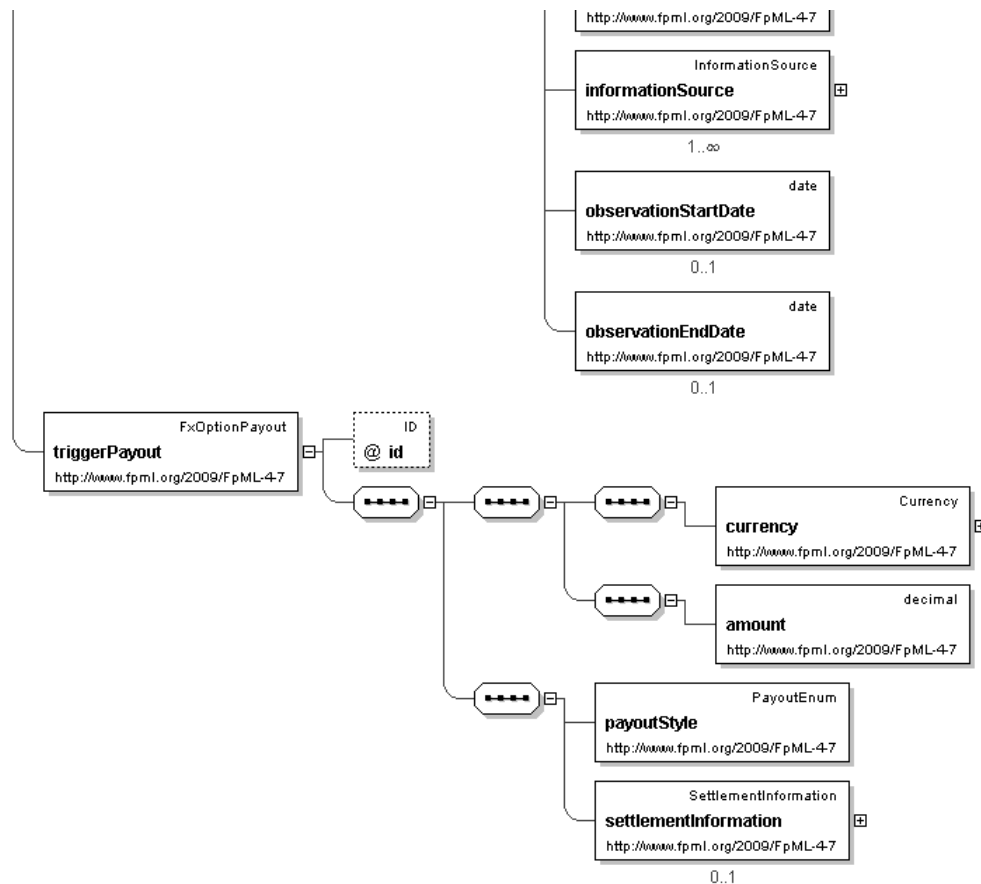 http://www.fpml.org/2009/FpML-4-7
InformationSource
informationSource
http://www.fpml.org/2009/FpML-4-7
1..∞
date
observationStartDate
http://www.fpml.org/2009/FpML-4-7
0..1
date
observationEndDate
http://www.fpml.org/2009/FpML-4-7
0..1
FxOptionPayout
triggerPayout
http://www.fpml.org/2009/FpML-4-7
ID
@ id
Currency
currency
http://www.fpml.org/2009/FpML-4-7
decimal
amount
http://www.fpml.org/2009/FpML-4-7
PayoutEnum
payoutStyle
http://www.fpml.org/2009/FpML-4-7
SettlementInformation
settlementInformation
http://www.fpml.org/2009/FpML-4-7
0..1